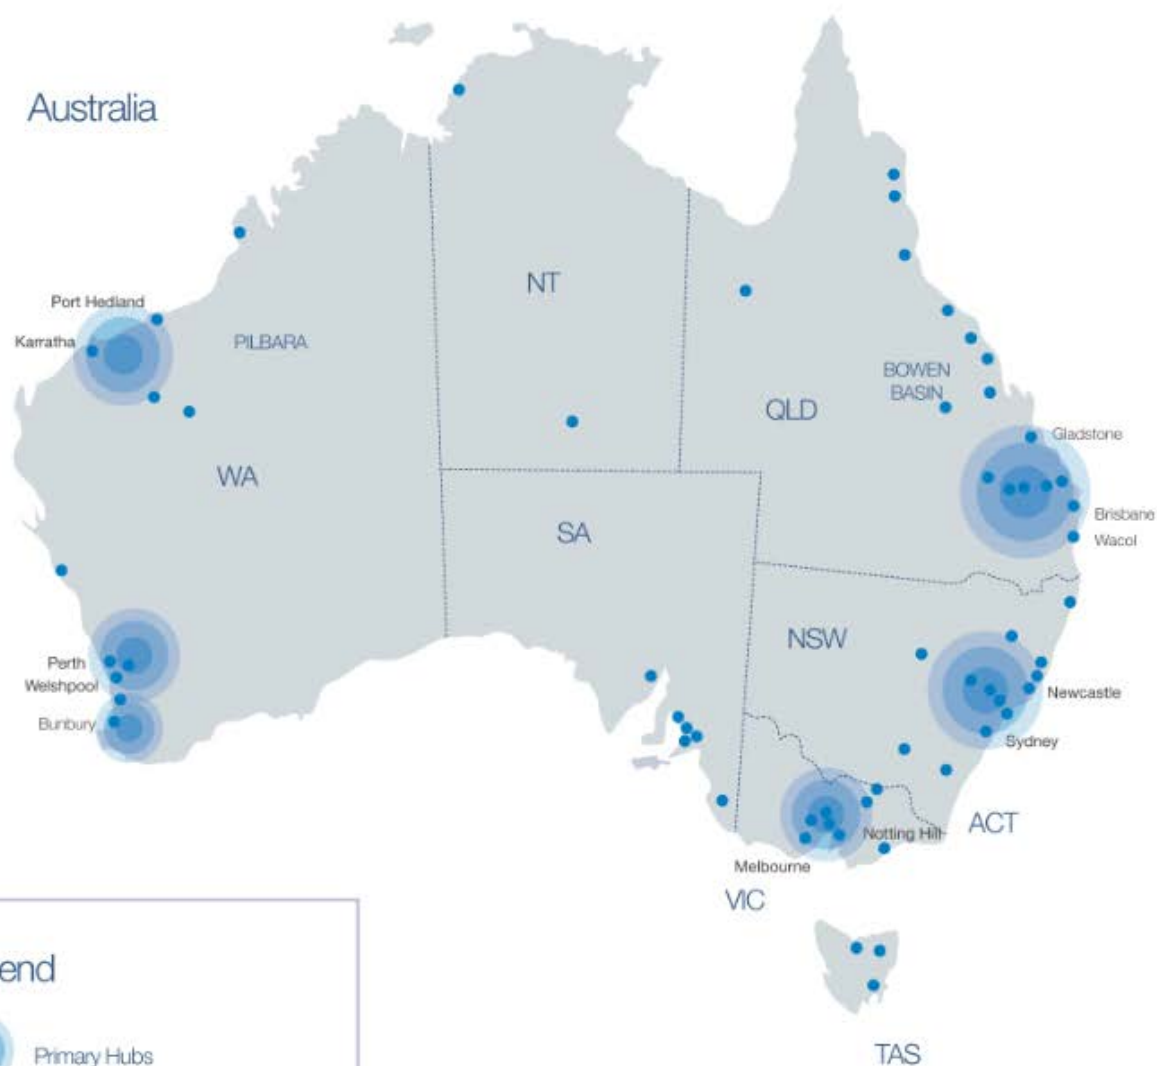 Australia
Port Hedland
Karratha
PILBARA
NT
BOWEN
BASIN
QLD
Gladstone
WA
SA
Brisbane
Wacol
NSW
Perth
Welshpool
Bunbury
Newcastle
Sydney
ACT
Notting Hill
Melbourne
VIC
end
Primary Hubs
TAS